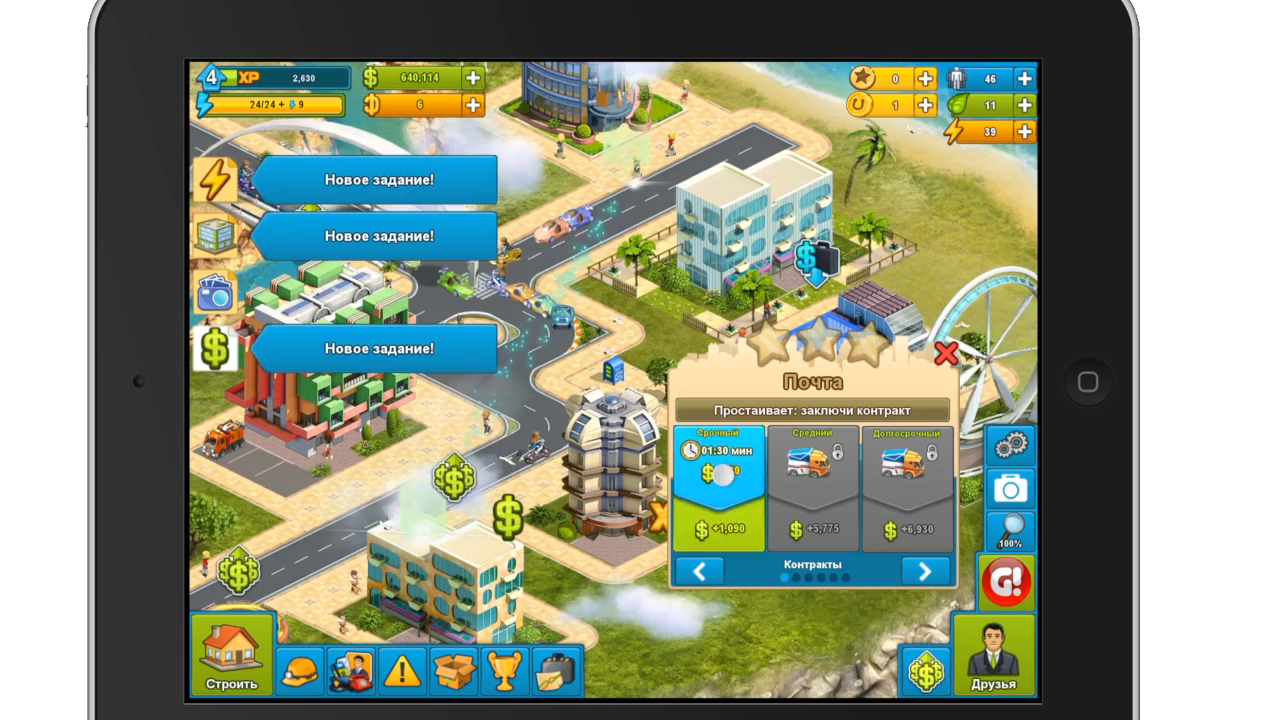 4 XP 2,630
640,114
0
46
24/24 + 9
6
1
11
39
Новое задание!
Новое задание!
Новое задание!
Почта
Простаивает: заключи контракт
Срочный
Средний
Долгосрочный
01:30 мин
+1,090
+5,775
+6,930
Контракты
100%
G!
Строить
Друзья